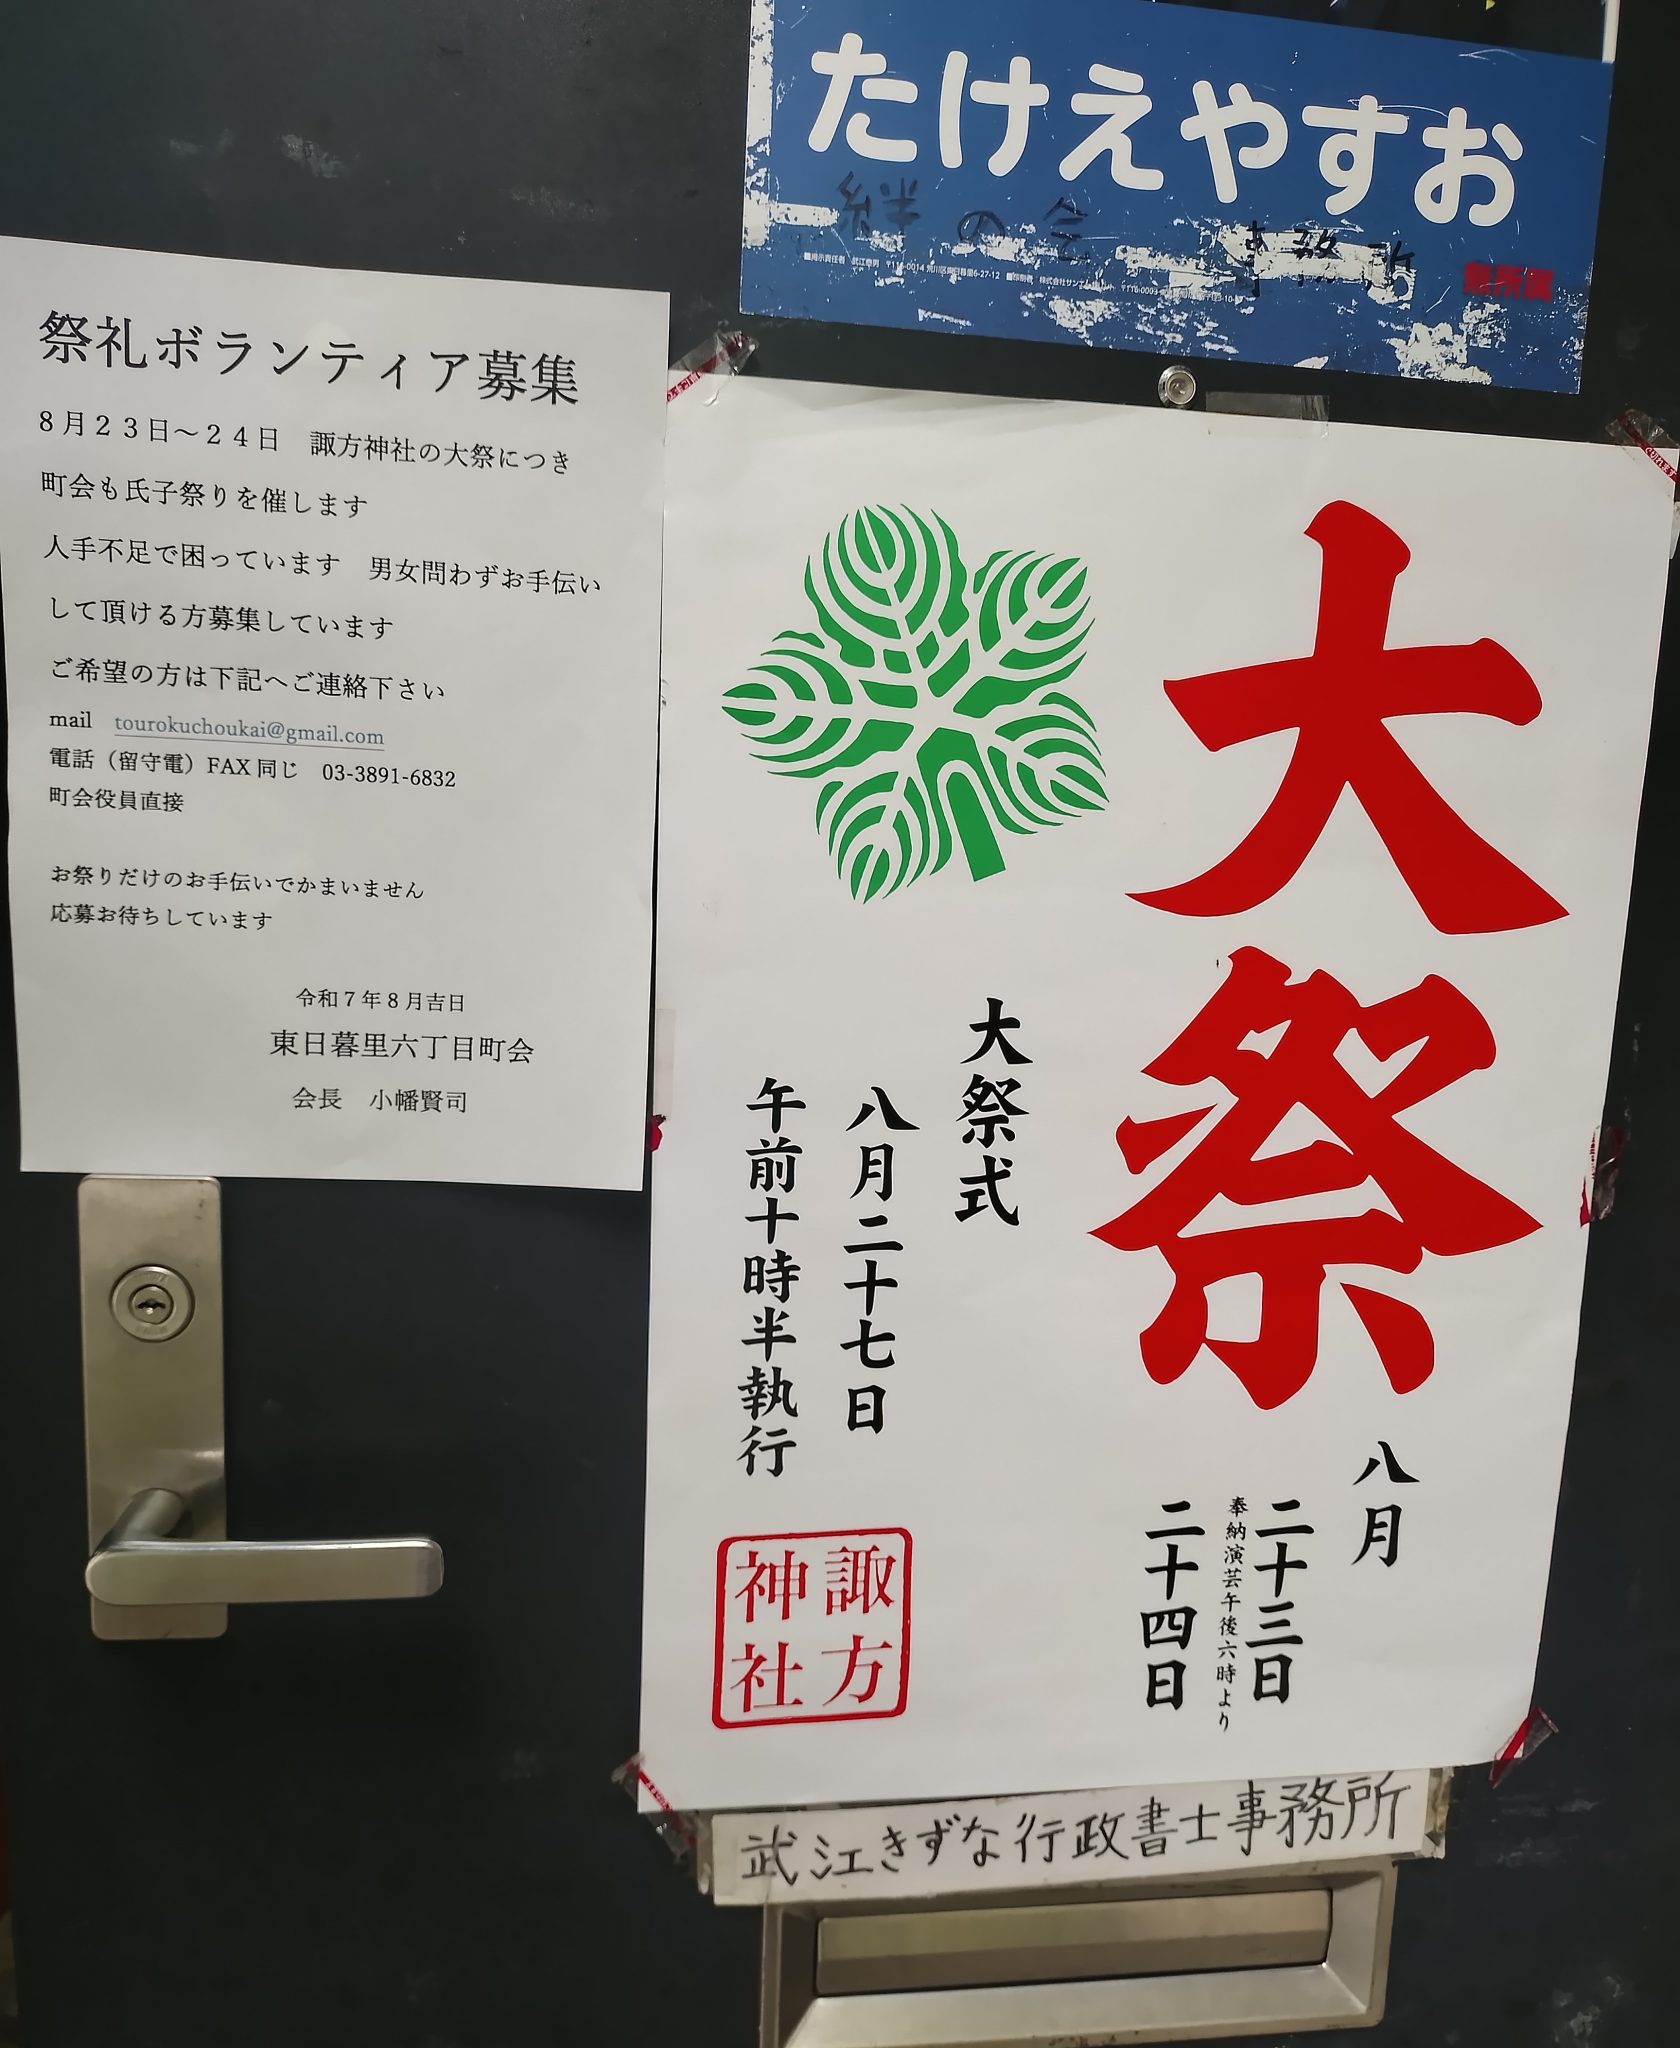 たけえやすお
絆の会 事務所
無所属
祭礼ボランティア募集
8月23日～24日 諏方神社の大祭につき
町会も氏子祭りを催します
人手不足で困っています 男女問わずお手伝い
して頂ける方募集しています
ご希望の方は下記へご連絡下さい
mail tourokuchoukai@gmail.com
電話（留守電）FAX同じ 03-3891-6832
町会役員直接
お祭りだけのお手伝いでかまいません
応募お待ちしています
令和7年8月吉日
東日暮里六丁目町会
会長 小幡賢司
大祭
八月
二十三日
奉納演芸午後六時より
二十四日
大祭式
八月二十七日
午前十時半執行
諏方
神社
武江きずな行政書士事務所